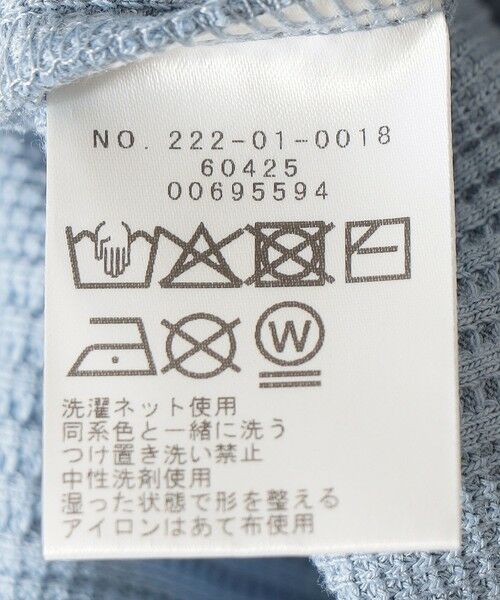 NO. 222-01-0018
60425
00695594
W
洗濯ネット使用
同系色と一緒に洗う
つけ置き洗い禁止
中性洗剤使用
湿った状態で形を整える
アイロンはあて布使用